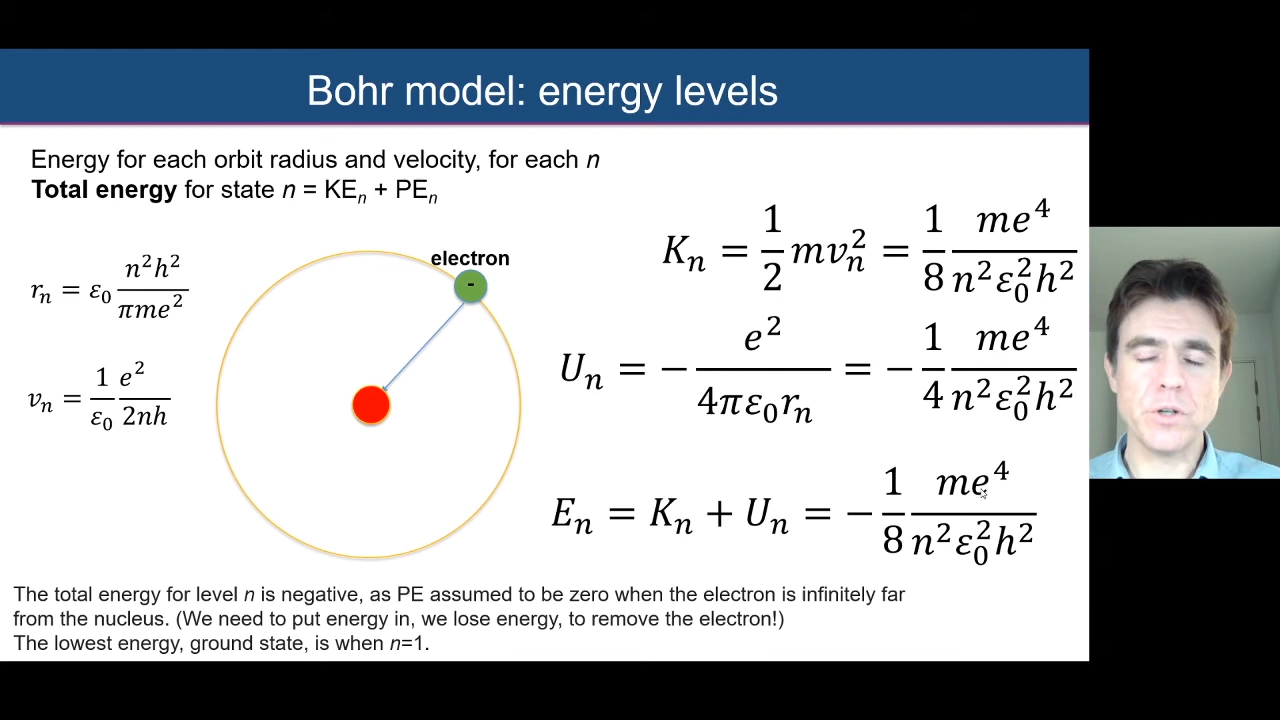 Bohr model: energy levels
Energy for each orbit radius and velocity, for each n
Total energy for state n = KEₙ + PEₙ
rₙ = ε₀ n²h² / πme²
vₙ = 1/ε₀ e²/2nh
electron
-
Kₙ = 1/2 mvₙ² = 1/8 me⁴ / n²ε₀²h²
Uₙ = − e² / 4πε₀rₙ = − 1/4 me⁴ / n²ε₀²h²
Eₙ = Kₙ + Uₙ = − 1/8 me⁴ / n²ε₀²h²
The total energy for level n is negative, as PE assumed to be zero when the electron is infinitely far
from the nucleus. (We need to put energy in, we lose energy, to remove the electron!)
The lowest energy, ground state, is when n=1.